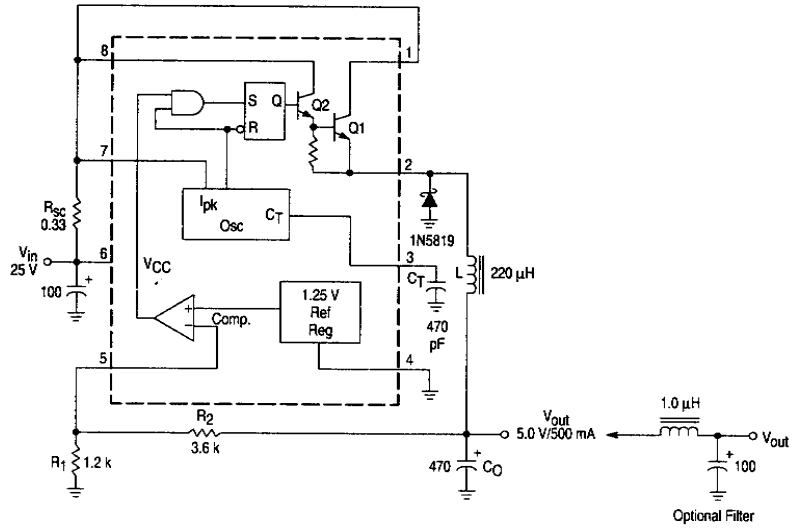 8
1
S Q
Q2
R
Q1
7
2
Rsc
0.33
Ipk
CT
Osc
1N5819
Vin
25 V
6
3
VCC
CT
L
220 µH
100
+
1.25 V
Ref
Reg
+
−
Comp.
470
pF
5
4
R2
3.6 k
Vout
5.0 V/500 mA
1.0 µH
Vout
R1
1.2 k
470
+
CO
+
100
Optional Filter